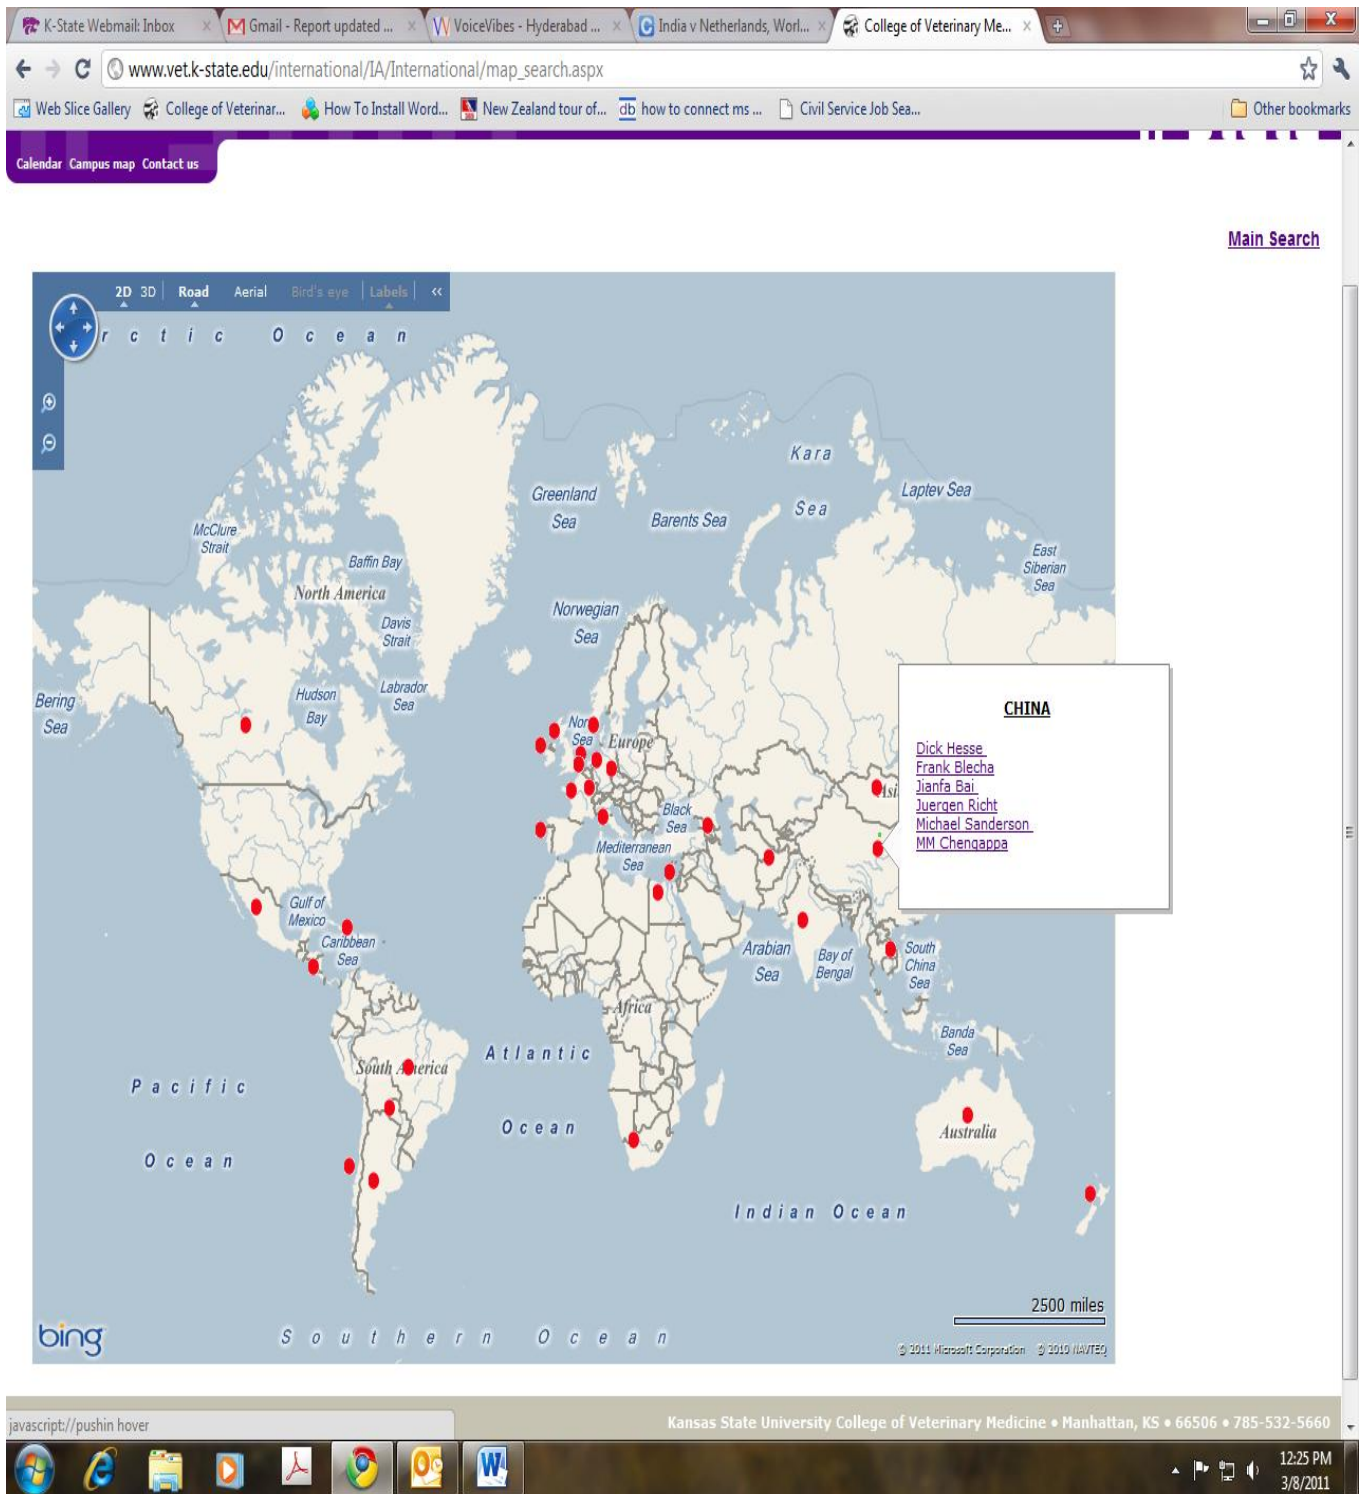 K-State Webmail: Inbox
Gmail - Report updated ...
VoiceVibes - Hyderabad ...
India v Netherlands, Worl...
College of Veterinary Me...
www.vet.k-state.edu/international/IA/International/map_search.aspx
Web Slice Gallery
College of Veterinar...
How To Install Word...
New Zealand tour of...
how to connect ms ...
Civil Service Job Sea...
Other bookmarks
Calendar Campus map Contact us
Main Search
2D 3D Road Aerial Bird's eye Labels <<
rctic Ocean
Kara
Sea
Greenland
Sea
Laptev Sea
Barents Sea
McClure
Strait
Baffin Bay
East
Siberian
Sea
North America
Norwegian
Sea
Davis
Strait
Labrador
Sea
Hudson
Bay
Bering
Sea
Nor
Sea
Europe
CHINA
Dick Hesse
Frank Blecha
Jianfa Bai
Juergen Richt
Michael Sanderson
MM Chengappa
Asi
Black
Sea
Mediterranean
Sea
Gulf of
Mexico
Caribbean
Sea
Arabian
Sea
Bay of
Bengal
South
China
Sea
Africa
Banda
Sea
Atlantic
Ocean
South America
Pacific
Ocean
Australia
Indian Ocean
2500 miles
bing
Southern Ocean
© 2011 Microsoft Corporation © 2010 NAVTEQ
javascript://pushin hover
Kansas State University College of Veterinary Medicine • Manhattan, KS • 66506 • 785-532-5660
12:25 PM
3/8/2011